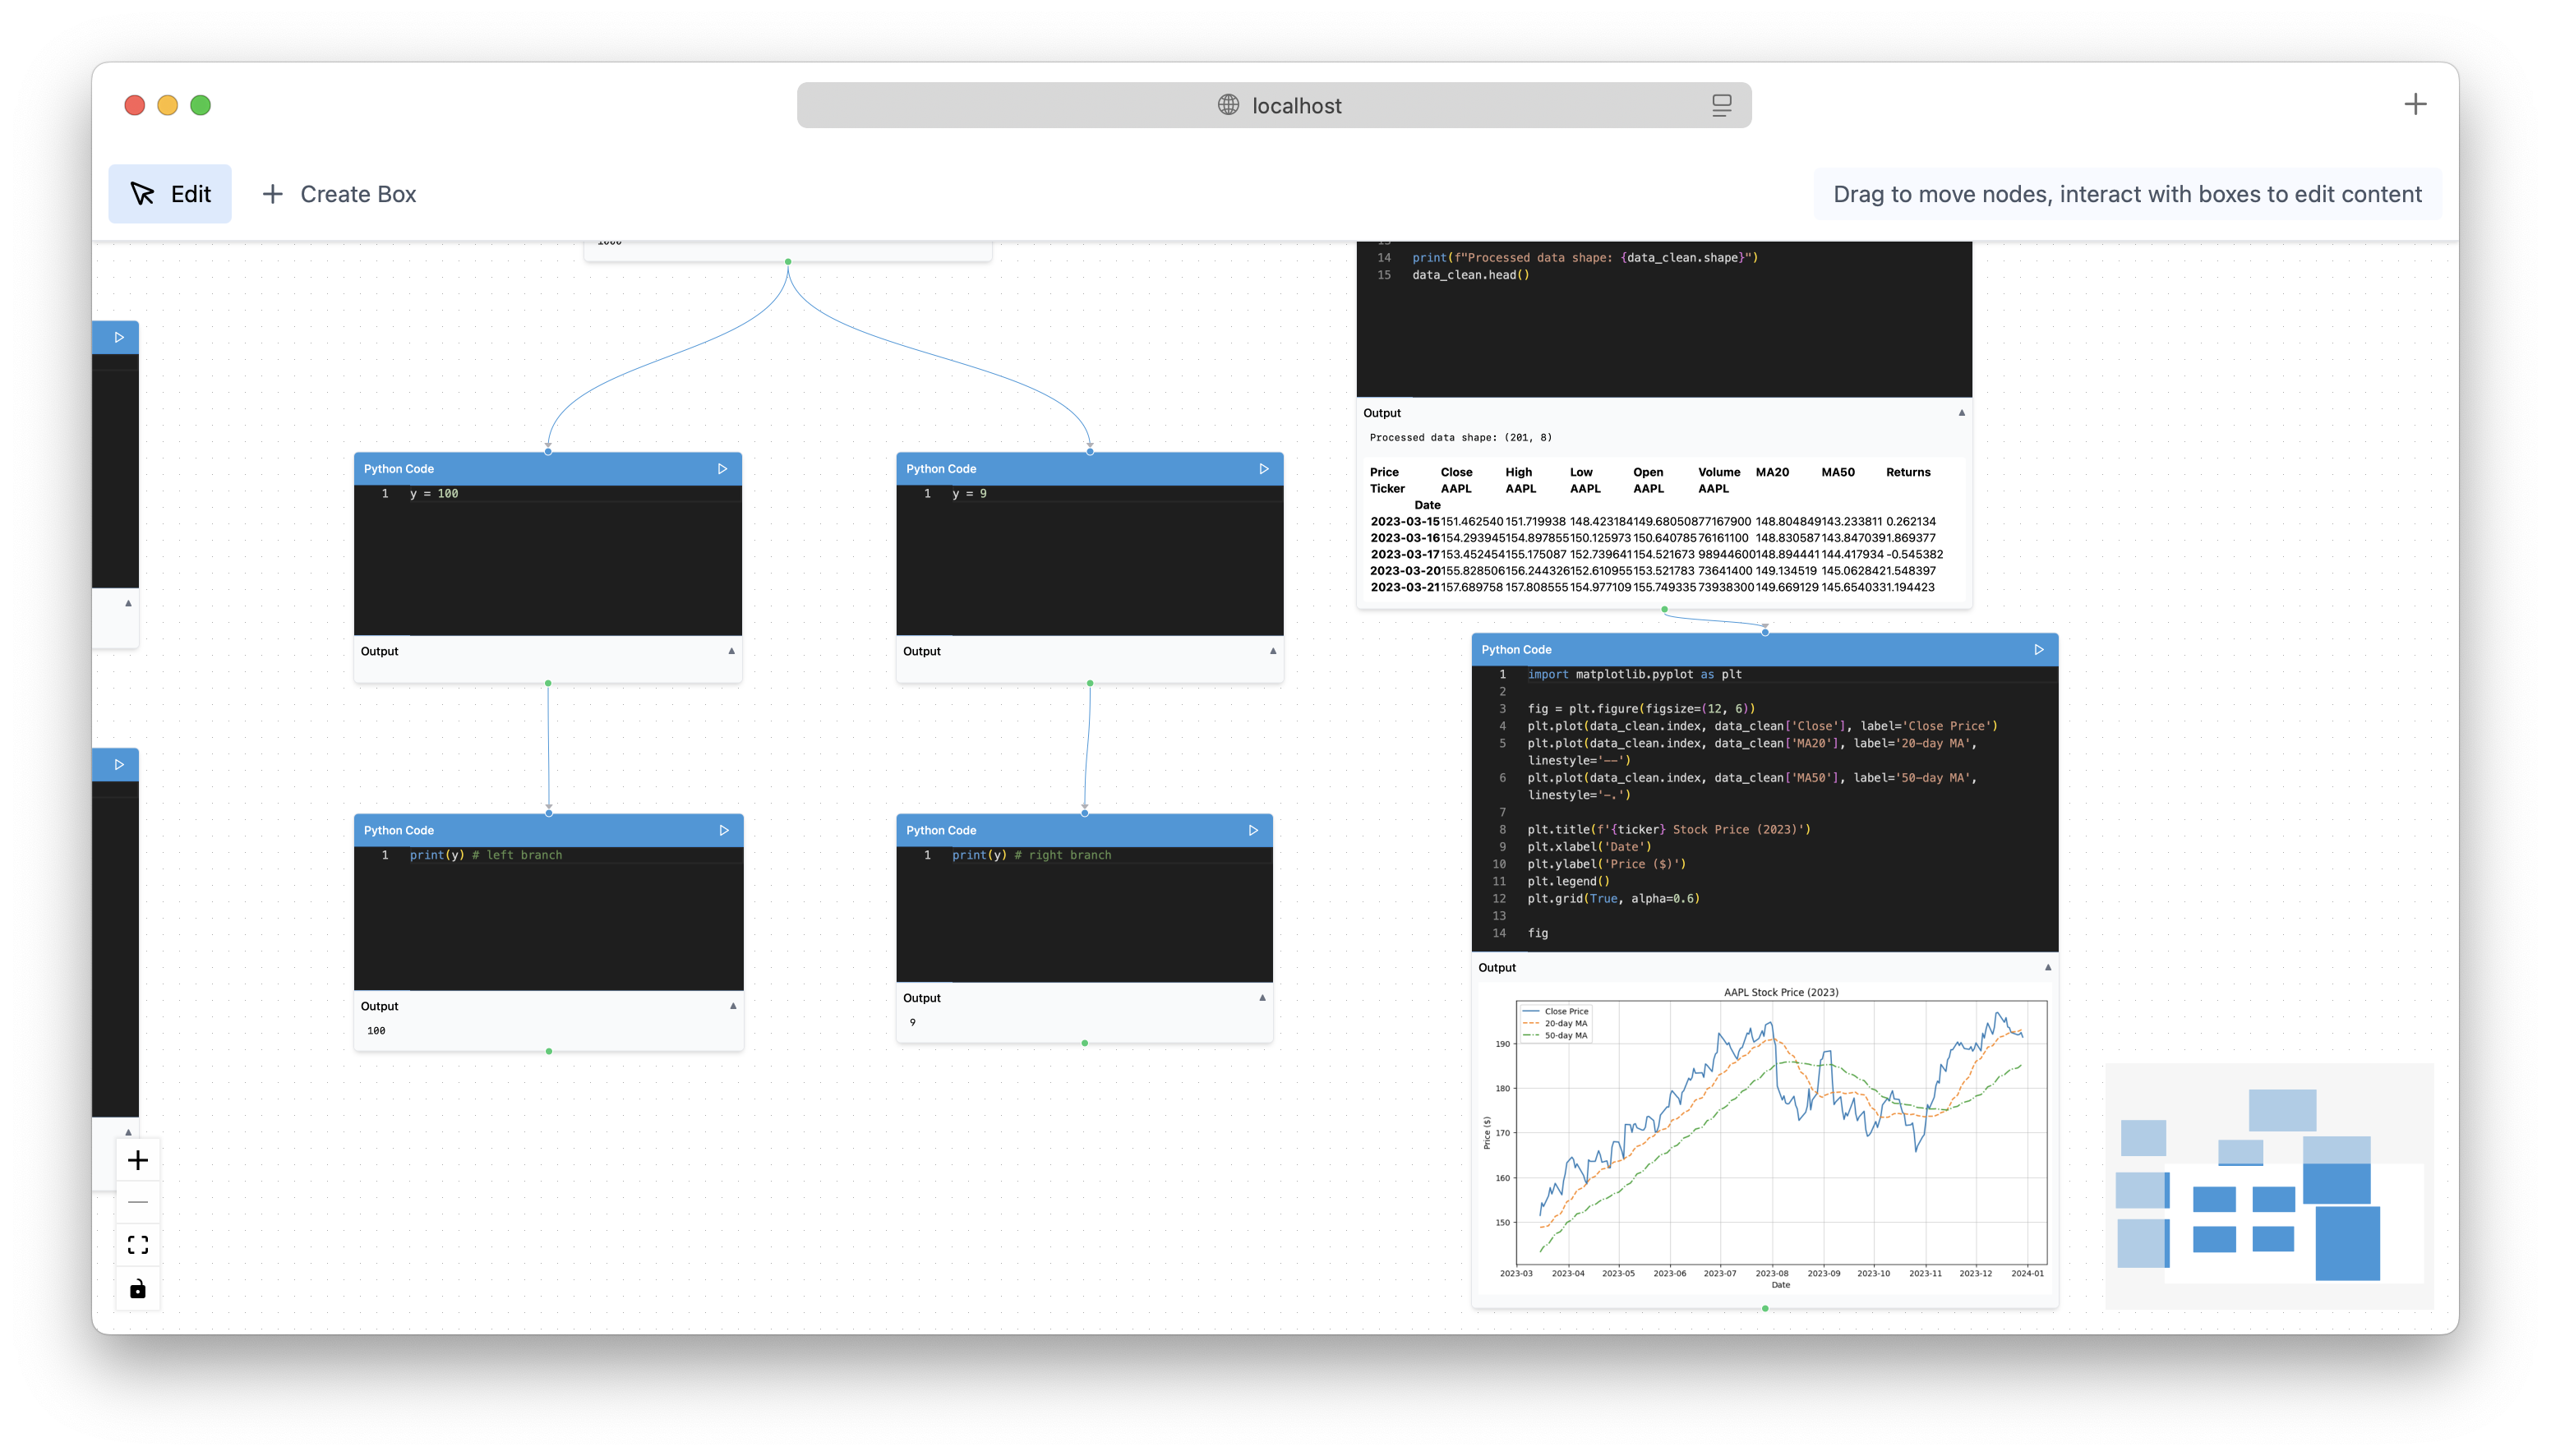 localhost
Edit
Create Box
Drag to move nodes, interact with boxes to edit content
Python Code
1 y = 100
Output
Python Code
1 y = 9
Output
Python Code
1 print(y) # left branch
Output
100
Python Code
1 print(y) # right branch
Output
9
14 print(f"Processed data shape: {data_clean.shape}")
15 data_clean.head()
Output
Processed data shape: (201, 8)
Price Close High Low Open Volume MA20 MA50 Returns
Ticker AAPL AAPL AAPL AAPL AAPL
Date
2023-03-15 151.462540 151.719938 148.423184 149.680508 77167900 148.804849 143.233811 0.262134
2023-03-16 154.293945 154.897855 150.125973 150.640785 76161100 148.830587 143.847039 1.869377
2023-03-17 153.452454 155.175087 152.739641 154.521673 98944600 148.894441 144.417934 -0.545382
2023-03-20 155.828506 156.244326 152.610955 153.521783 73641400 149.134519 145.062842 1.548397
2023-03-21 157.689758 157.808555 154.977109 155.749335 73938300 149.669129 145.654033 1.194423
Python Code
1 import matplotlib.pyplot as plt
2
3 fig = plt.figure(figsize=(12, 6))
4 plt.plot(data_clean.index, data_clean['Close'], label='Close Price')
5 plt.plot(data_clean.index, data_clean['MA20'], label='20-day MA',
linestyle='--')
6 plt.plot(data_clean.index, data_clean['MA50'], label='50-day MA',
linestyle='-.')
7
8 plt.title(f'{ticker} Stock Price (2023)')
9 plt.xlabel('Date')
10 plt.ylabel('Price ($)')
11 plt.legend()
12 plt.grid(True, alpha=0.6)
13
14 fig
Output
AAPL Stock Price (2023)
Close Price
20-day MA
50-day MA
190
180
170
160
150
Price ($)
2023-03 2023-04 2023-05 2023-06 2023-07 2023-08 2023-09 2023-10 2023-11 2023-12 2024-01
Date